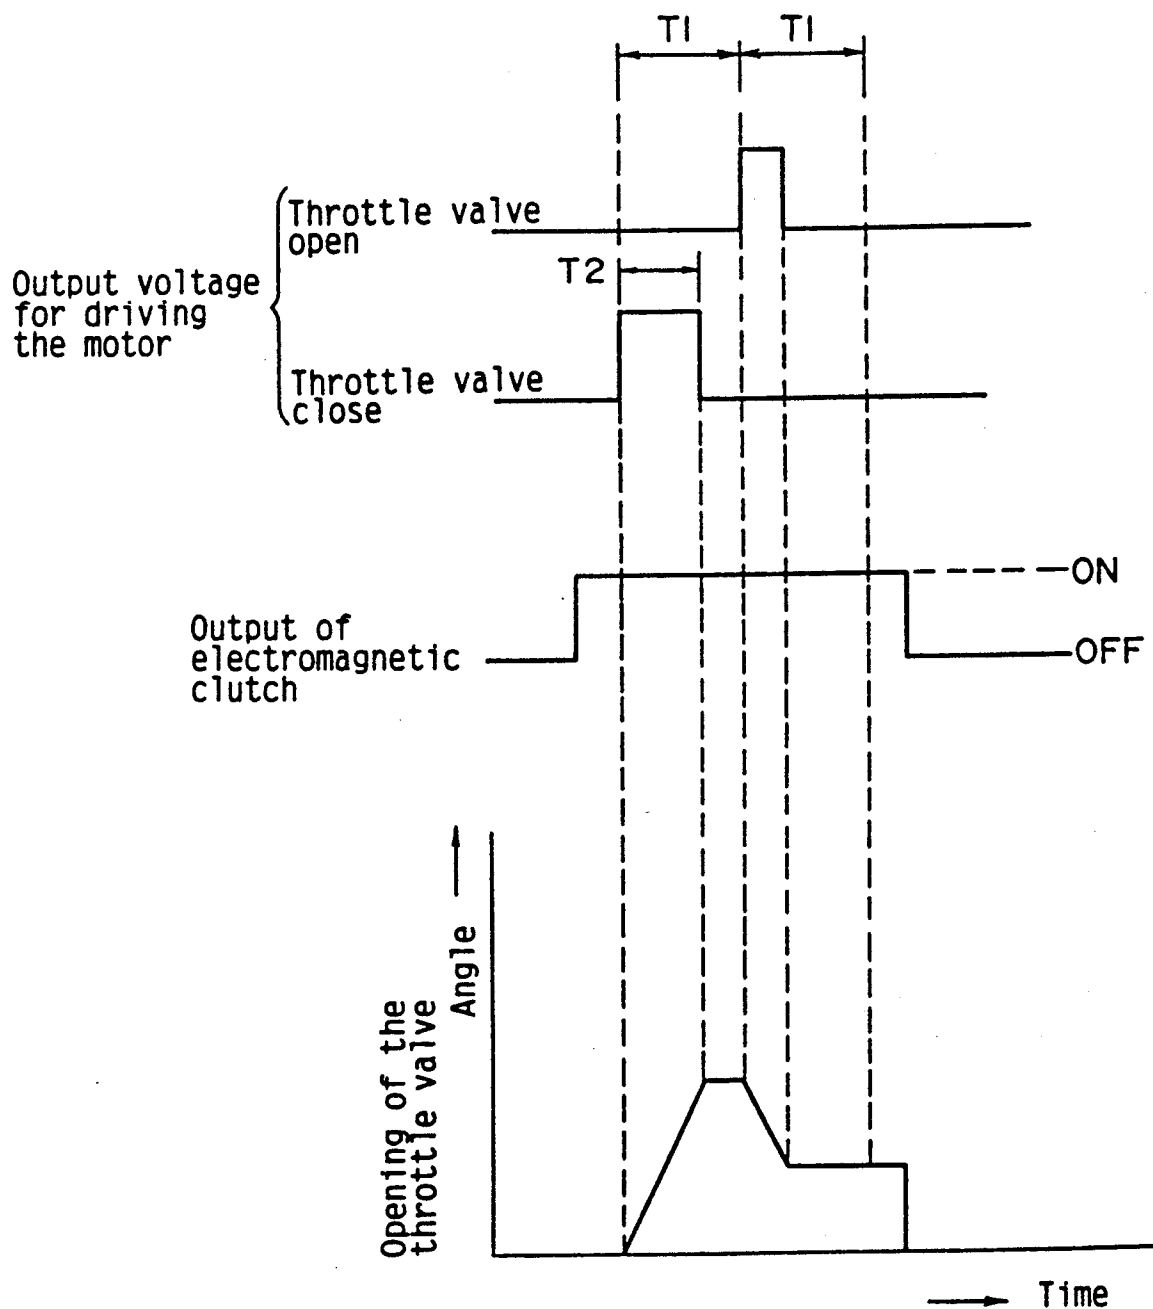 T1
T1
Throttle valve
open
T2
Output voltage
for driving
the motor
Throttle valve
close
ON
Output of
electromagnetic
clutch
OFF
Angle
Opening of the
throttle valve
Time